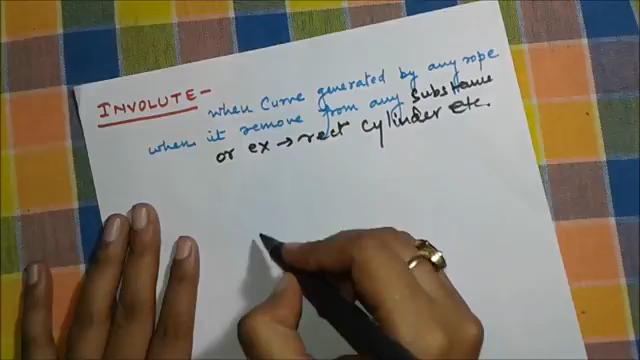 INVOLUTE- when curve generated by any rope
when it remove from any substance
or ex → rect cylinder etc.